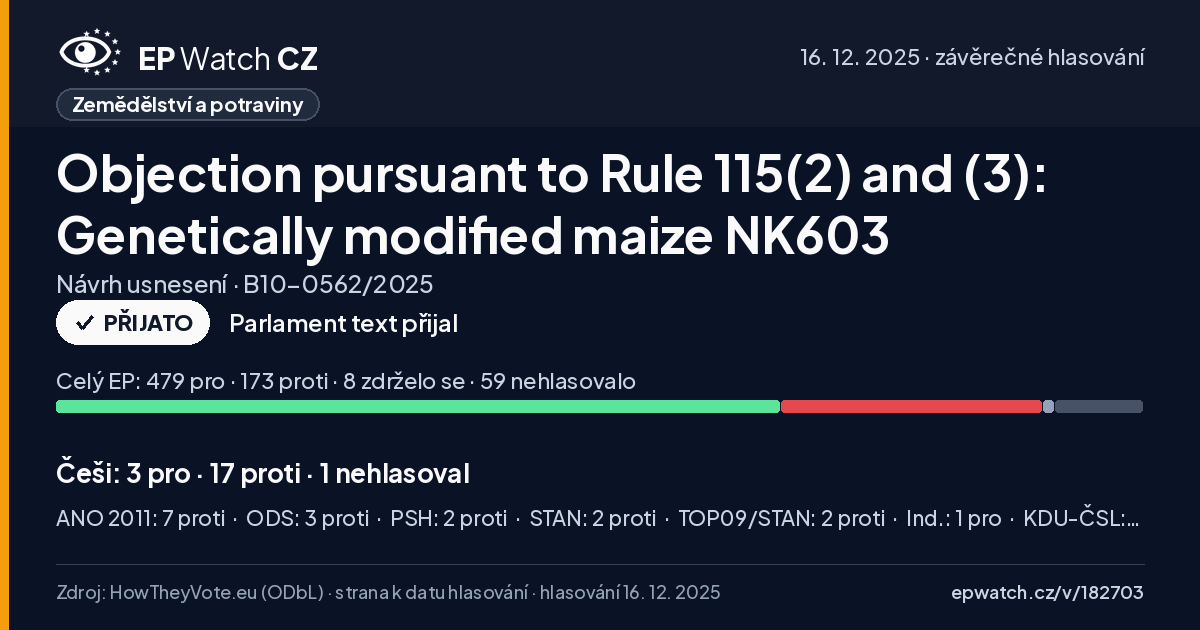 EP Watch CZ
16. 12. 2025 · závěrečné hlasování
Zemědělství a potraviny
Objection pursuant to Rule 115(2) and (3):
Genetically modified maize NK603
Návrh usnesení · B10-0562/2025
✓ PŘIJATO Parlament text přijal
Celý EP: 479 pro · 173 proti · 8 zdrželo se · 59 nehlasovalo
Češi: 3 pro · 17 proti · 1 nehlasoval
ANO 2011: 7 proti · ODS: 3 proti · PSH: 2 proti · STAN: 2 proti · TOP09/STAN: 2 proti · Ind.: 1 pro · KDU-ČSL:…
Zdroj: HowTheyVote.eu (ODbL) · strana k datu hlasování · hlasování 16. 12. 2025
epwatch.cz/v/182703